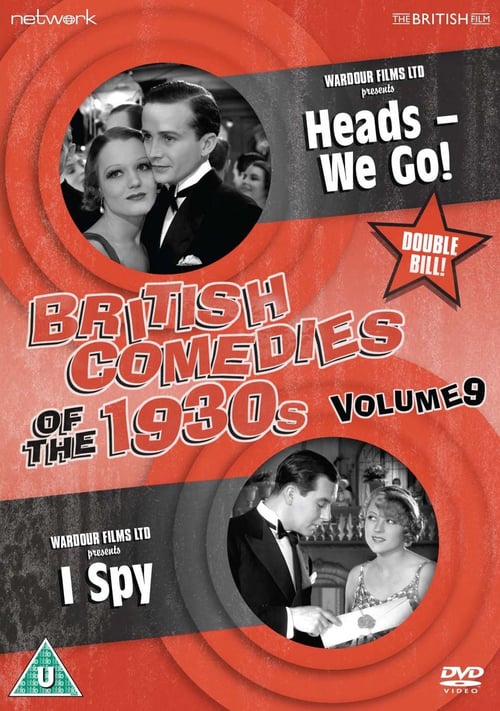 network
THE BRITISH FILM
WARDOUR FILMS LTD
presents
Heads –
We Go!
DOUBLE
BILL!
BRITISH
COMEDIES
OF THE 1930s
VOLUME 9
WARDOUR FILMS LTD
presents
I Spy
U
DVD
VIDEO